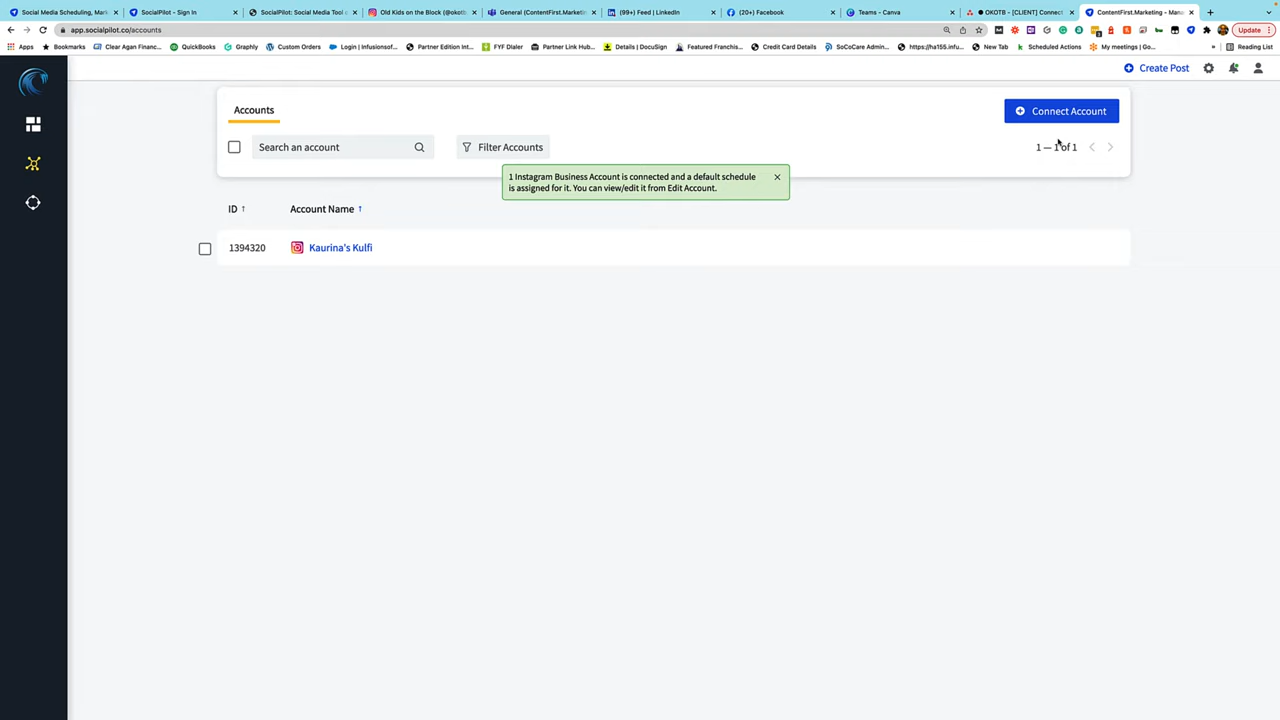 Social Media Scheduling, Mark
SocialPilot - Sign In
SocialPilot: Social Media Tool
Old Kids on the Block (@okotb
General (ContentFirst.Marketin
(99+) Feed | LinkedIn
(20+) Facebook
Teams - Canva
OKOTB - [CLIENT] Connect
ContentFirst.Marketing - Mana
app.socialpilot.co/accounts
Update
Apps
Bookmarks
Clear Agan Financ...
QuickBooks
Graphly
Custom Orders
Login | Infusionsof...
Partner Edition Int...
FYF Dialer
Partner Link Hub...
Details | DocuSign
Featured Franchis...
Credit Card Details
SoCoCare Admin...
https://ha155.infu...
New Tab
Scheduled Actions
My meetings | Go...
»
Reading List
Create Post
Accounts
Connect Account
Search an account
Filter Accounts
1 — 1 of 1
1 Instagram Business Account is connected and a default schedule
is assigned for it. You can view/edit it from Edit Account.
ID ↑
Account Name ↑
1394320
Kaurina's Kulfi